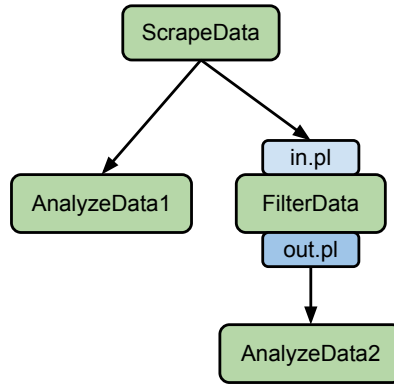 ScrapeData
in.pl
AnalyzeData1
FilterData
out.pl
AnalyzeData2